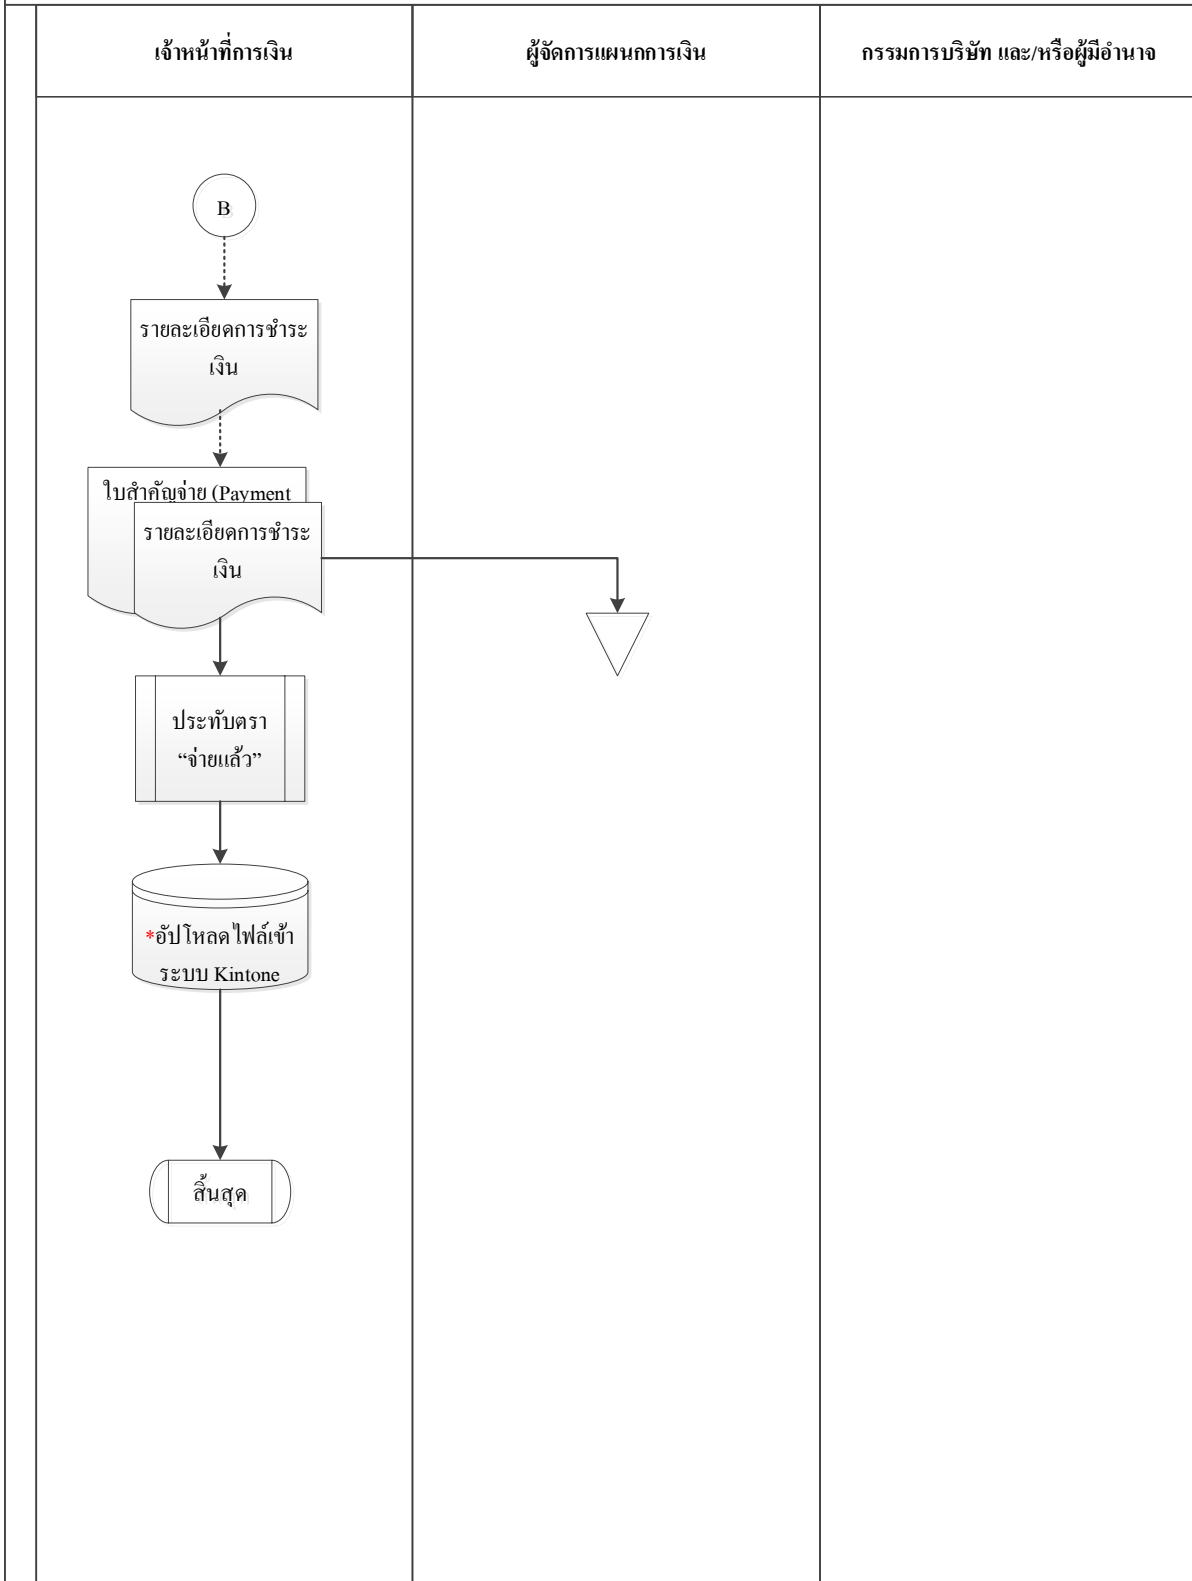 เจ้าหน้าที่การเงิน
ผู้จัดการแผนกการเงิน
กรรมการบริษัท และ/หรือผู้มีอำนาจ
B
รายละเอียดการชำระ
เงิน
ใบสำคัญจ่าย (Payment
รายละเอียดการชำระ
เงิน
ประทับตรา
“จ่ายแล้ว”
*อัปโหลดไฟล์เข้า
ระบบ Kintone
สิ้นสุด